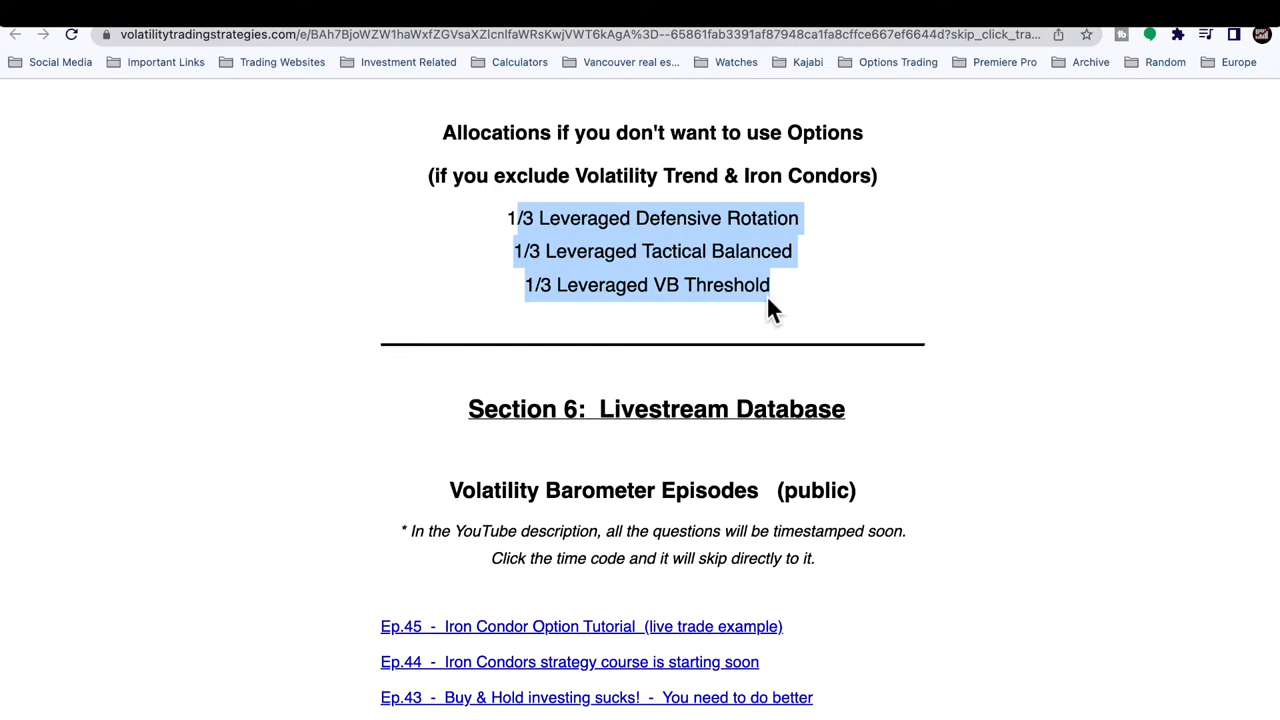 volatilitytradingstrategies.com/e/BAh7BjoWZW1haWxfZGVsaXZlcnlfaWRsKwjVWT6kAgA%3D--65861fab3391af87948ca1fa8cffce667ef6644d?skip_click_tra...
Social Media Important Links Trading Websites Investment Related Calculators Vancouver real es... Watches Kajabi Options Trading Premiere Pro Archive Random Europe
Allocations if you don't want to use Options
(if you exclude Volatility Trend & Iron Condors)
1/3 Leveraged Defensive Rotation
1/3 Leveraged Tactical Balanced
1/3 Leveraged VB Threshold
Section 6: Livestream Database
Volatility Barometer Episodes (public)
* In the YouTube description, all the questions will be timestamped soon.
Click the time code and it will skip directly to it.
Ep.45 - Iron Condor Option Tutorial (live trade example)
Ep.44 - Iron Condors strategy course is starting soon
Ep.43 - Buy & Hold investing sucks! - You need to do better